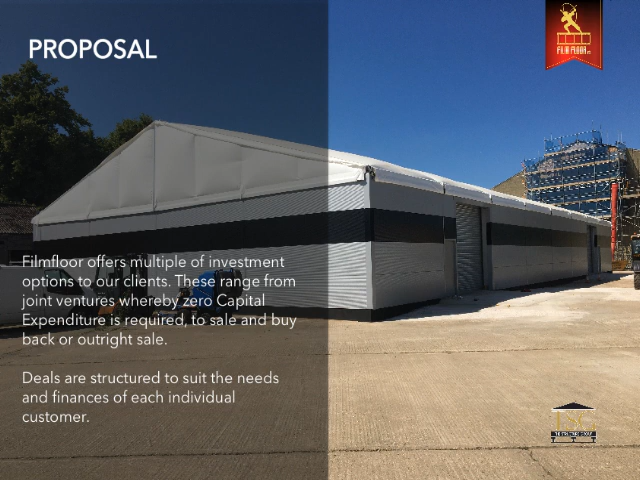 PROPOSAL
FILM FLOOR
Filmfloor offers multiple of investment
options to our clients. These range from
joint ventures whereby zero Capital
Expenditure is required, to sale and buy
back or outright sale.
Deals are structured to suit the needs
and finances of each individual
customer.